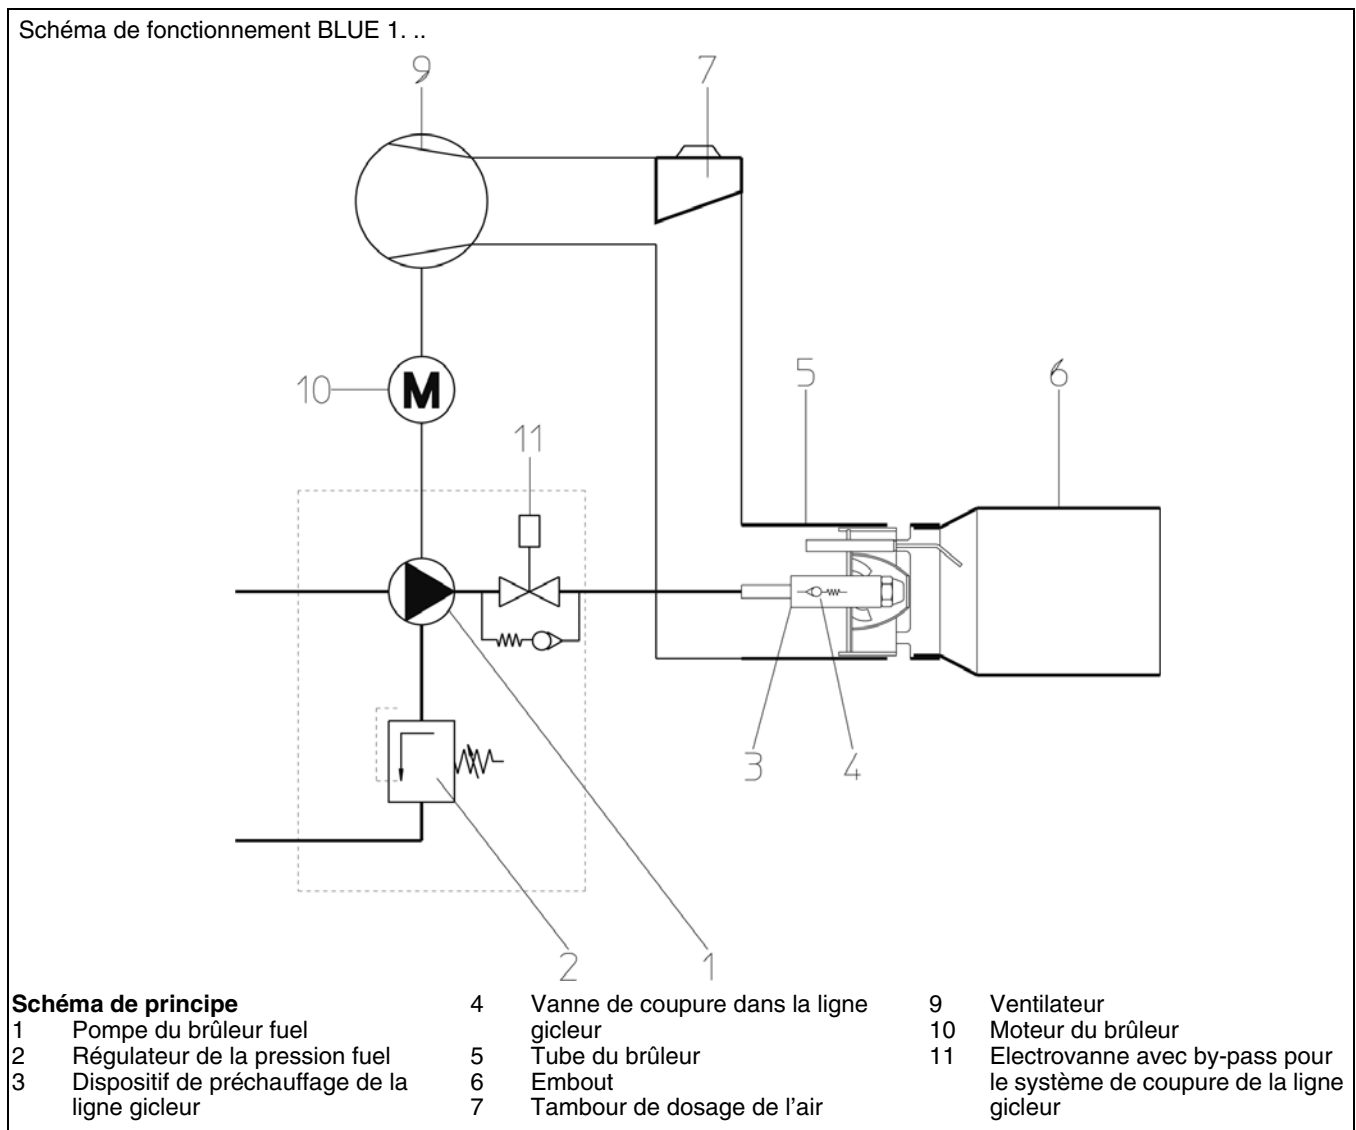 Schéma de fonctionnement BLUE 1. ..
9
7
10
M
11
5
6
3
4
2
1
Schéma de principe
1 Pompe du brûleur fuel
2 Régulateur de la pression fuel
3 Dispositif de préchauffage de la
ligne gicleur
4 Vanne de coupure dans la ligne
gicleur
5 Tube du brûleur
6 Embout
7 Tambour de dosage de l'air
9 Ventilateur
10 Moteur du brûleur
11 Electrovanne avec by-pass pour
le système de coupure de la ligne
gicleur